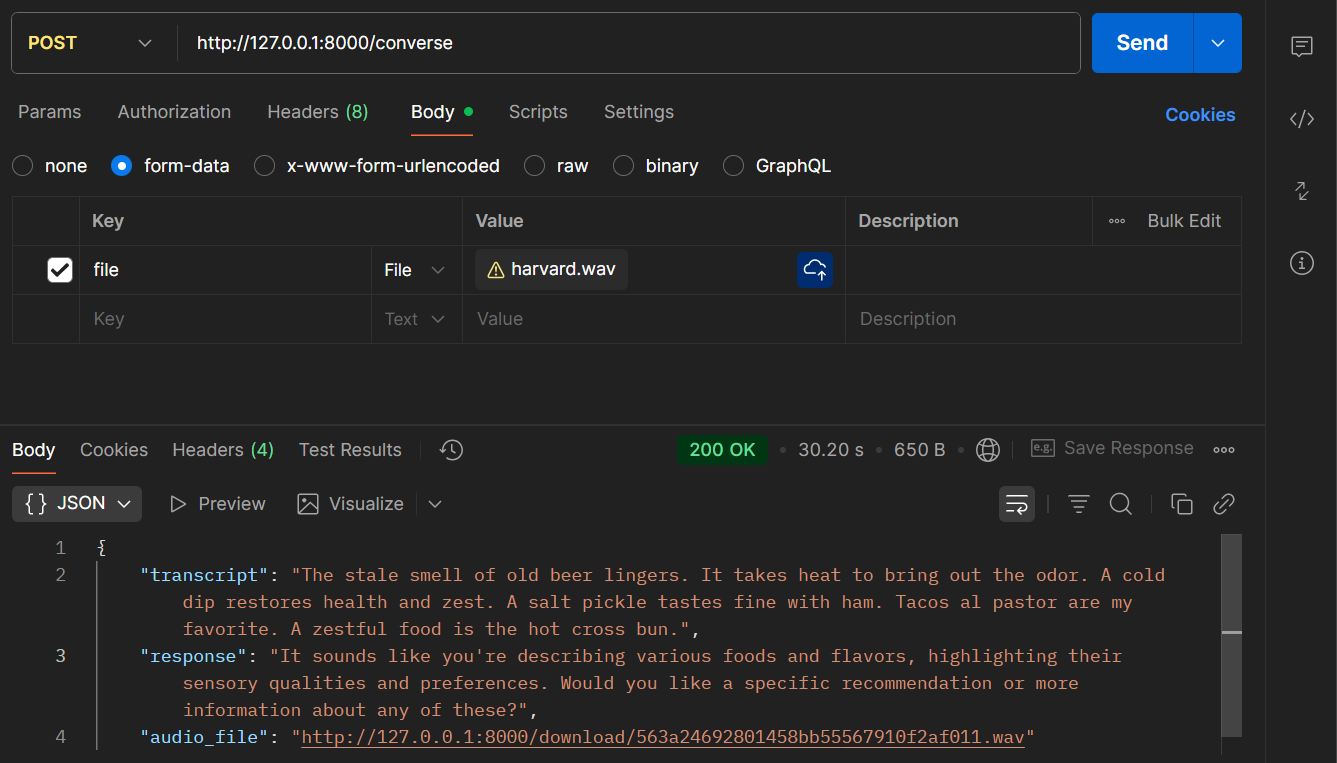 POST http://127.0.0.1:8000/converse Send
Params Authorization Headers (8) Body Scripts Settings Cookies
none form-data x-www-form-urlencoded raw binary GraphQL
Key Value Description Bulk Edit
file File harvard.wav
Key Text Value Description
Body Cookies Headers (4) Test Results 200 OK 30.20 s 650 B e.g. Save Response
{} JSON Preview Visualize
1 {
2 "transcript": "The stale smell of old beer lingers. It takes heat to bring out the odor. A cold
dip restores health and zest. A salt pickle tastes fine with ham. Tacos al pastor are my
favorite. A zestful food is the hot cross bun.",
3 "response": "It sounds like you're describing various foods and flavors, highlighting their
sensory qualities and preferences. Would you like a specific recommendation or more
information about any of these?",
4 "audio_file": "http://127.0.0.1:8000/download/563a24692801458bb55567910f2af011.wav"